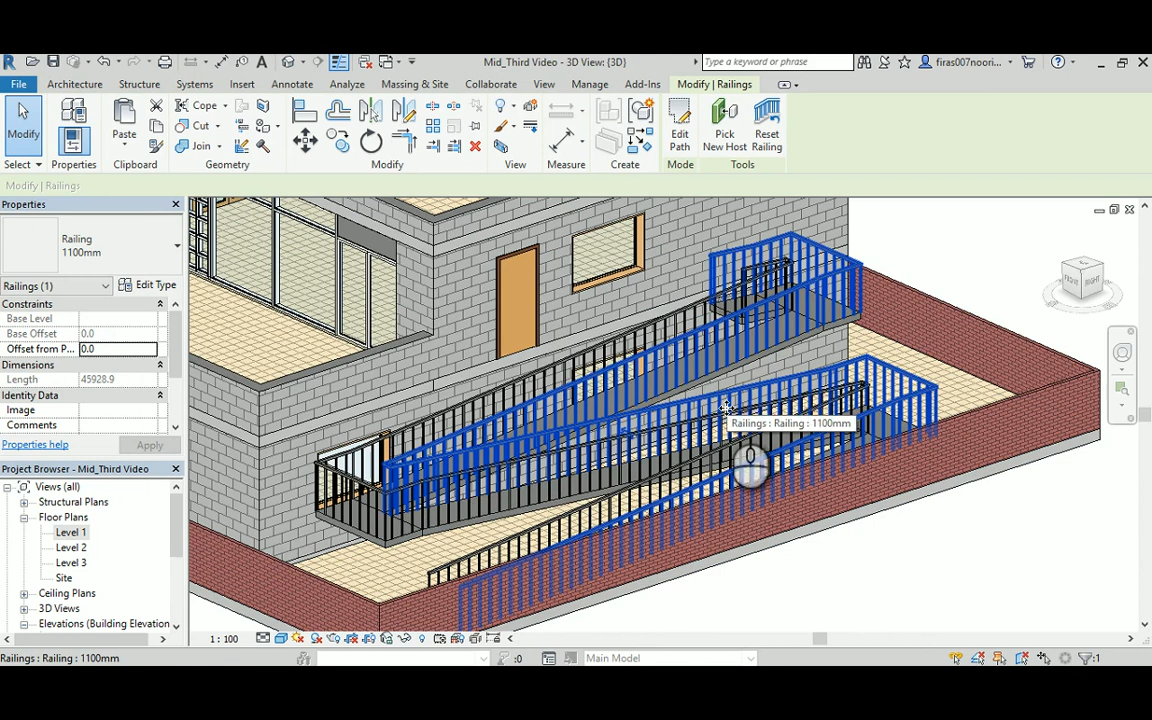 Mid_Third Video - 3D View: {3D}
Type a keyword or phrase
firas007noori...
File
Architecture
Structure
Systems
Insert
Annotate
Analyze
Massing & Site
Collaborate
View
Manage
Add-Ins
Modify | Railings
Modify
Select
Properties
Paste
Clipboard
Cope
Cut
Join
Geometry
Modify
View
Measure
Create
Edit
Path
Mode
Pick
New Host
Reset
Railing
Tools
Modify | Railings
Properties
Railing
1100mm
Railings (1)
Edit Type
Constraints
Base Level
Base Offset 0.0
Offset from P... 0.0
Dimensions
Length 45928.9
Identity Data
Image
Comments
Properties help
Apply
Project Browser - Mid_Third Video
Views (all)
Structural Plans
Floor Plans
Level 1
Level 2
Level 3
Site
Ceiling Plans
3D Views
Elevations (Building Elevation
FRONT
RIGHT
Railings : Railing : 1100mm
1 : 100
Railings : Railing : 1100mm
:0
Main Model
:1